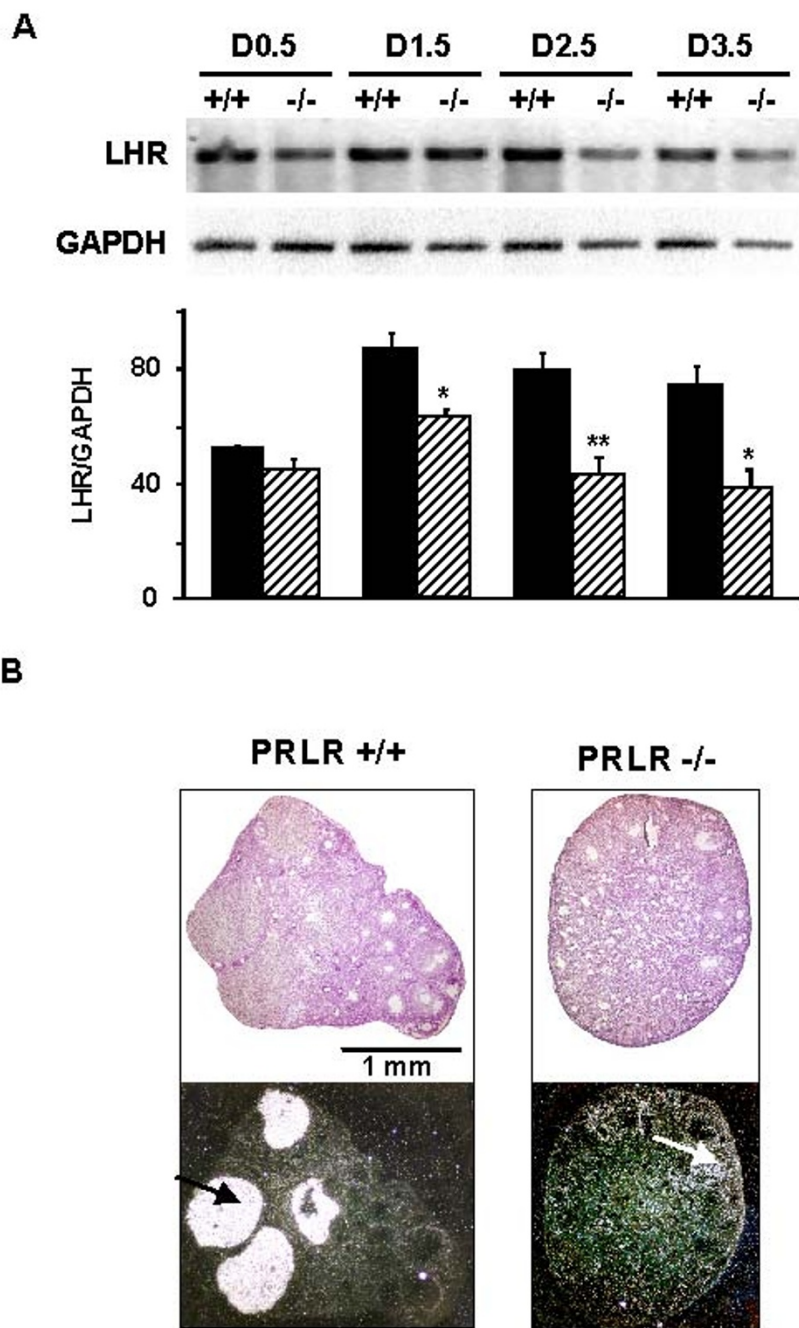 A
D0.5 D1.5 D2.5 D3.5
+/+ -/- +/+ -/- +/+ -/- +/+ -/-
LHR
GAPDH
LHR/GAPDH
80
40
0
* ** *
B
PRLR +/+ PRLR -/-
1 mm